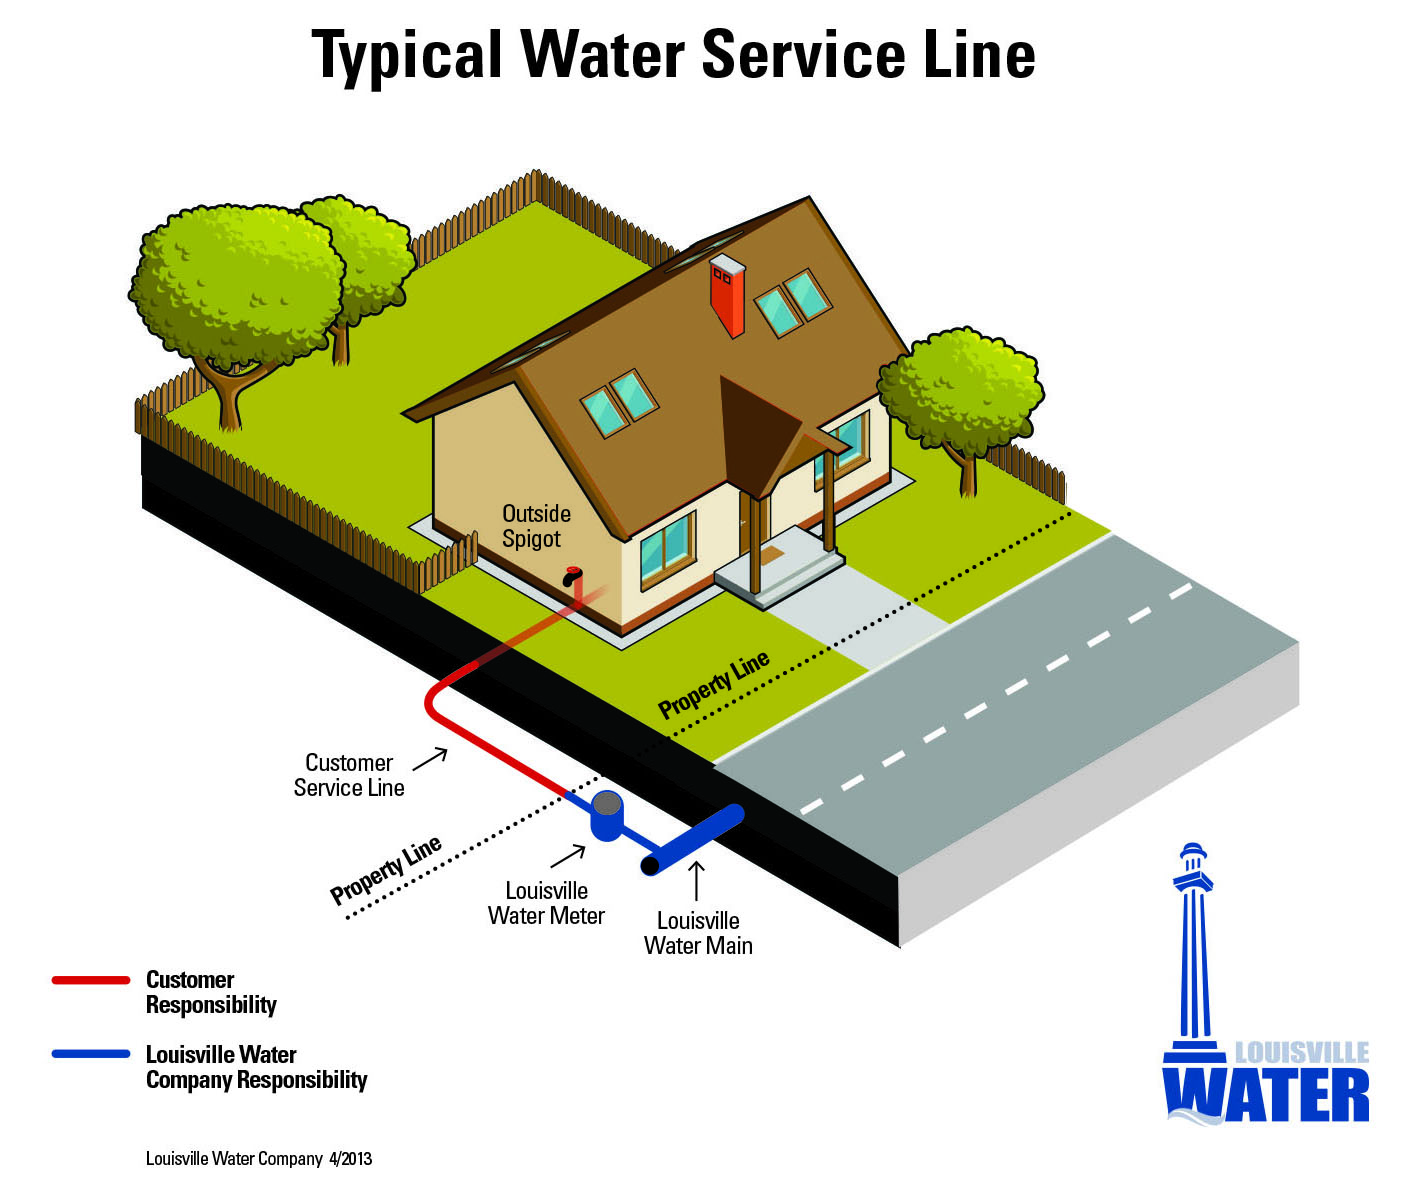 Typical Water Service Line
Outside
Spigot
Property Line
Customer
Service Line
Property Line
Louisville
Water Meter
Louisville
Water Main
Customer
Responsibility
Louisville Water
Company Responsibility
LOUISVILLE
WATER
Louisville Water Company 4/2013